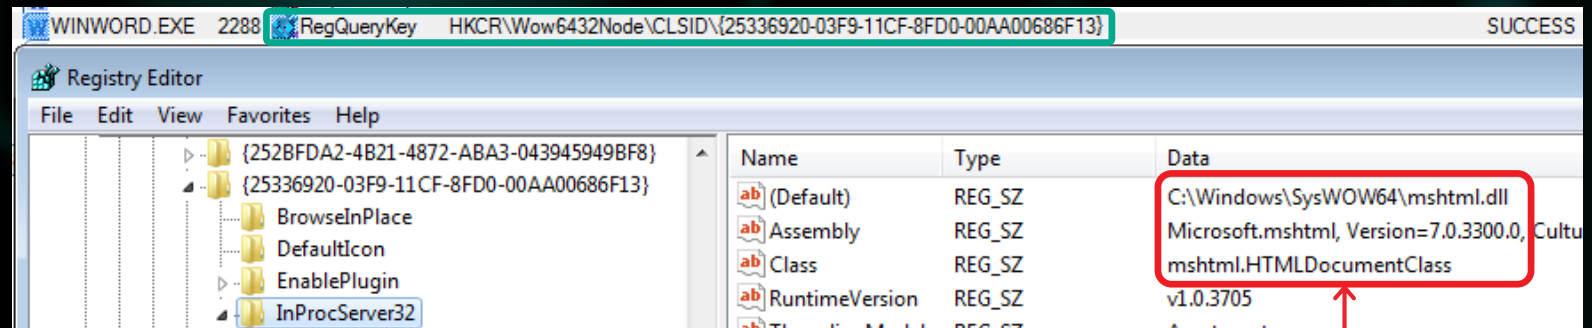 WINWORD.EXE 2288 RegQueryKey HKCR\Wow6432Node\CLSID\{25336920-03F9-11CF-8FD0-00AA00686F13} SUCCESS
Registry Editor
File Edit View Favorites Help
{252BFDA2-4B21-4872-ABA3-043945949BF8}
{25336920-03F9-11CF-8FD0-00AA00686F13}
BrowseInPlace
DefaultIcon
EnablePlugin
InProcServer32
Name Type Data
(Default) REG_SZ C:\Windows\SysWOW64\mshtml.dll
Assembly REG_SZ Microsoft.mshtml, Version=7.0.3300.0, Cultu
Class REG_SZ mshtml.HTMLDocumentClass
RuntimeVersion REG_SZ v1.0.3705